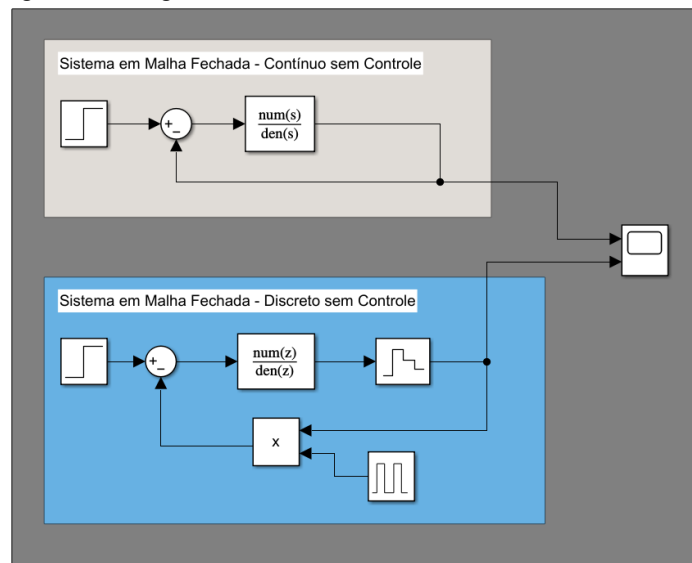 Sistema em Malha Fechada - Contínuo sem Controle
+
_
num(s)
den(s)
Sistema em Malha Fechada - Discreto sem Controle
+
_
num(z)
den(z)
x